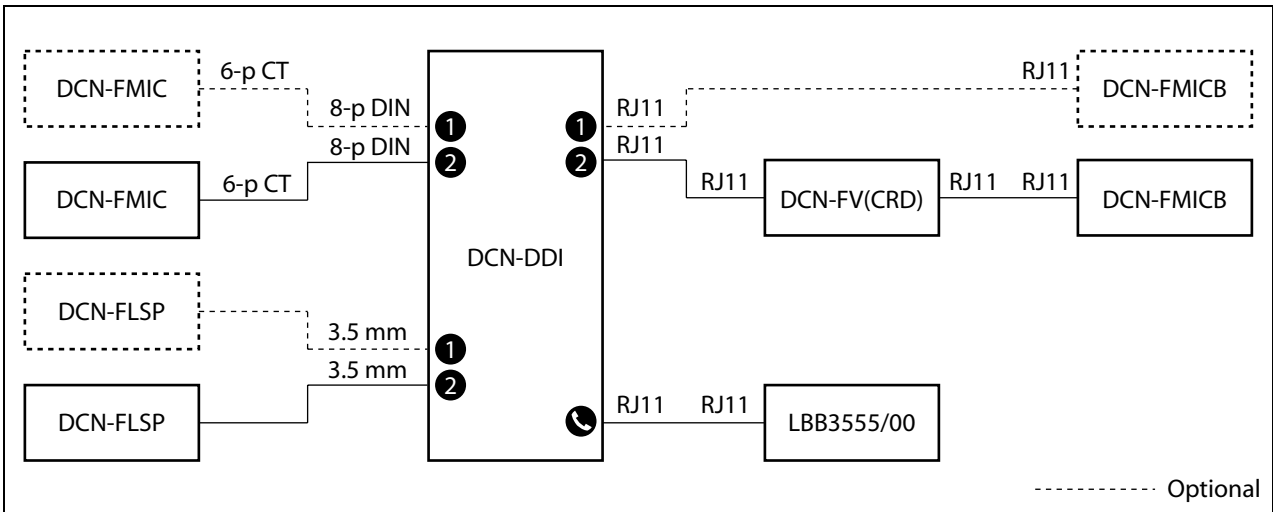 DCN-FMIC
6-p CT
8-p DIN
1
8-p DIN
2
DCN-FMIC
6-p CT
DCN-FLSP
3.5 mm
1
3.5 mm
2
DCN-FLSP
DCN-DDI
1
RJ11
RJ11
DCN-FMICB
2
RJ11
RJ11
DCN-FV(CRD)
RJ11
RJ11
DCN-FMICB
RJ11
RJ11
LBB3555/00
Optional